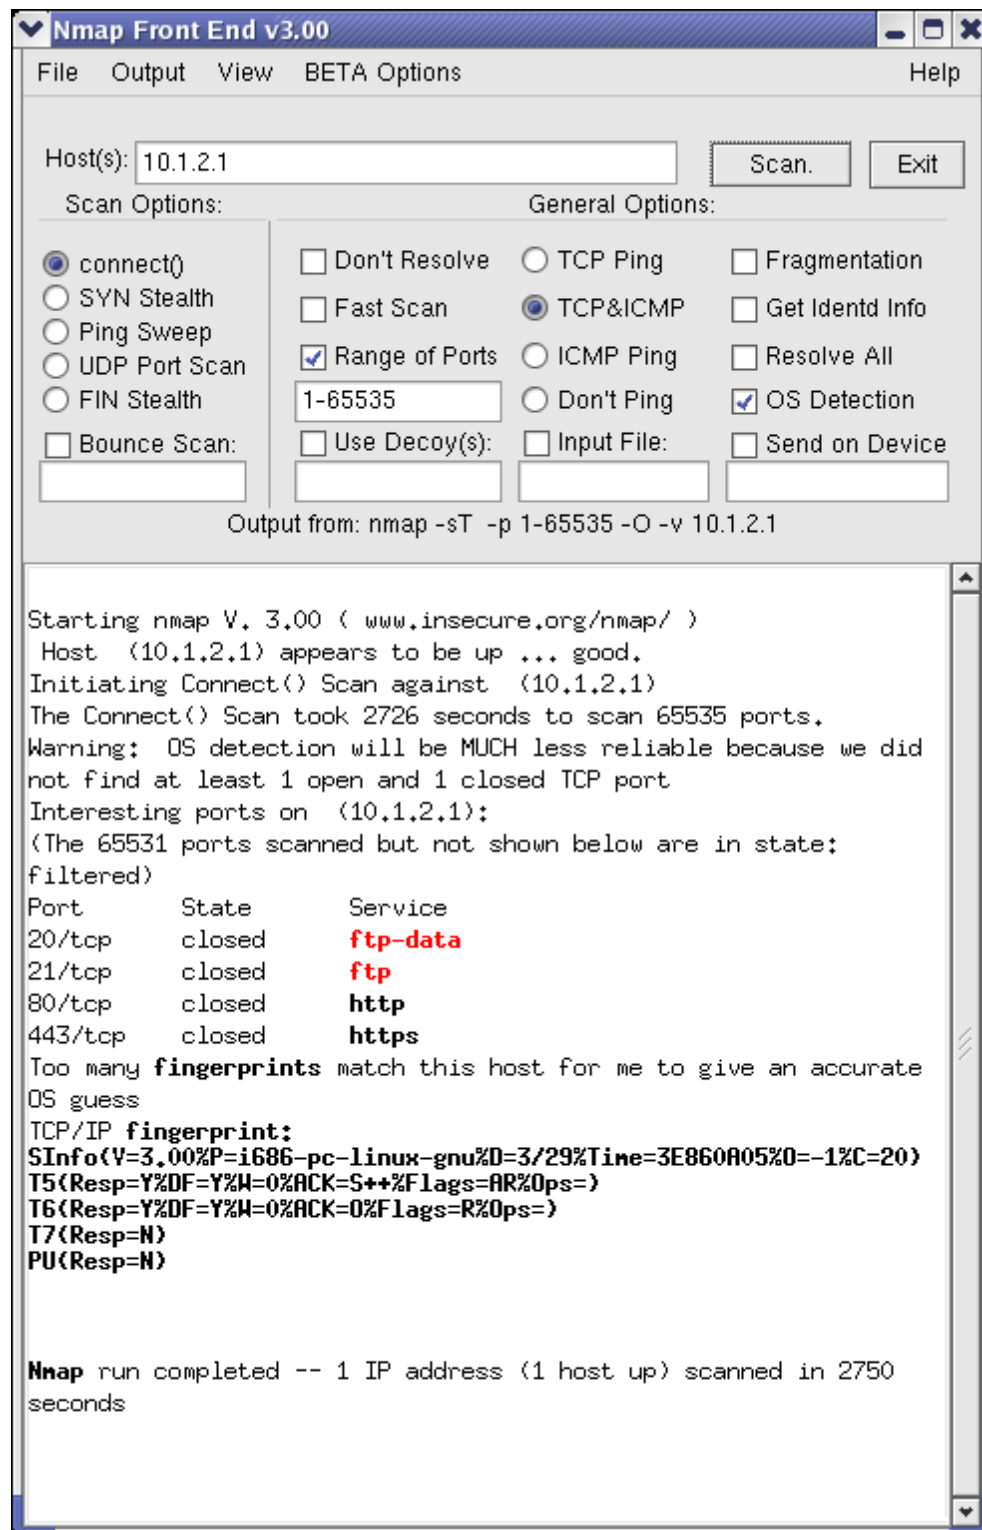 Nmap Front End v3.00
File Output View BETA Options Help
Host(s): 10.1.2.1 Scan. Exit
Scan Options: General Options:
connect() Don't Resolve TCP Ping Fragmentation
SYN Stealth Fast Scan TCP&ICMP Get Identd Info
Ping Sweep Range of Ports ICMP Ping Resolve All
UDP Port Scan
FIN Stealth 1-65535 Don't Ping OS Detection
Bounce Scan: Use Decoy(s): Input File: Send on Device
Output from: nmap -sT -p 1-65535 -O -v 10.1.2.1
Starting nmap V. 3.00 ( www.insecure.org/nmap/ )
Host (10.1.2.1) appears to be up ... good.
Initiating Connect() Scan against (10.1.2.1)
The Connect() Scan took 2726 seconds to scan 65535 ports.
Warning: OS detection will be MUCH less reliable because we did
not find at least 1 open and 1 closed TCP port
Interesting ports on (10.1.2.1):
(The 65531 ports scanned but not shown below are in state:
filtered)
Port State Service
20/tcp closed ftp-data
21/tcp closed ftp
80/tcp closed http
443/tcp closed https
Too many fingerprints match this host for me to give an accurate
OS guess
TCP/IP fingerprint:
SInfo(V=3.00%P=i686-pc-linux-gnu%D=3/29%Time=3E860A05%O=-1%C=20)
T5(Resp=Y%DF=Y%W=0%ACK=S++%Flags=AR%Ops=)
T6(Resp=Y%DF=Y%W=0%ACK=O%Flags=R%Ops=)
T7(Resp=N)
PU(Resp=N)
Nmap run completed -- 1 IP address (1 host up) scanned in 2750
seconds